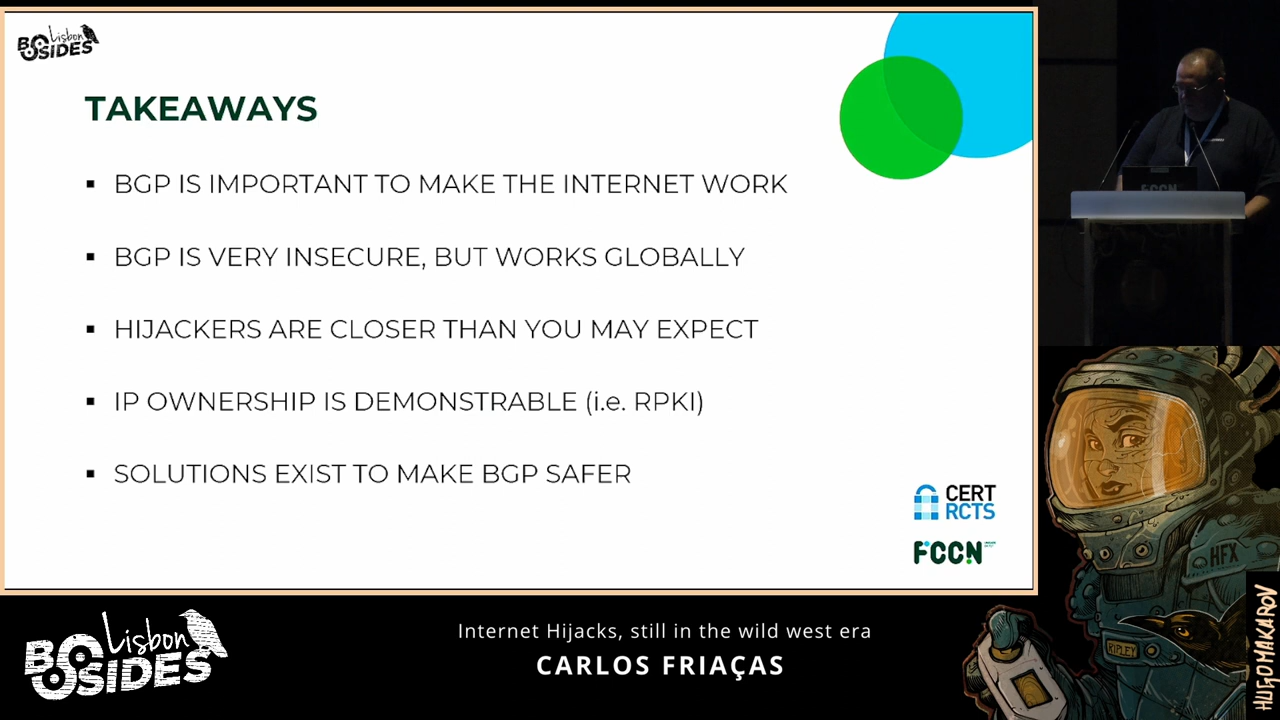 Lisbon
BSIDES
TAKEAWAYS
▪ BGP IS IMPORTANT TO MAKE THE INTERNET WORK
▪ BGP IS VERY INSECURE, BUT WORKS GLOBALLY
▪ HIJACKERS ARE CLOSER THAN YOU MAY EXPECT
▪ IP OWNERSHIP IS DEMONSTRABLE (i.e. RPKI)
▪ SOLUTIONS EXIST TO MAKE BGP SAFER
CERT
RCTS
FCCN
FCCN
HFX
RIPLEY
HUGOMAKAROV
Lisbon
BSIDES
Internet Hijacks, still in the wild west era
CARLOS FRIAÇAS